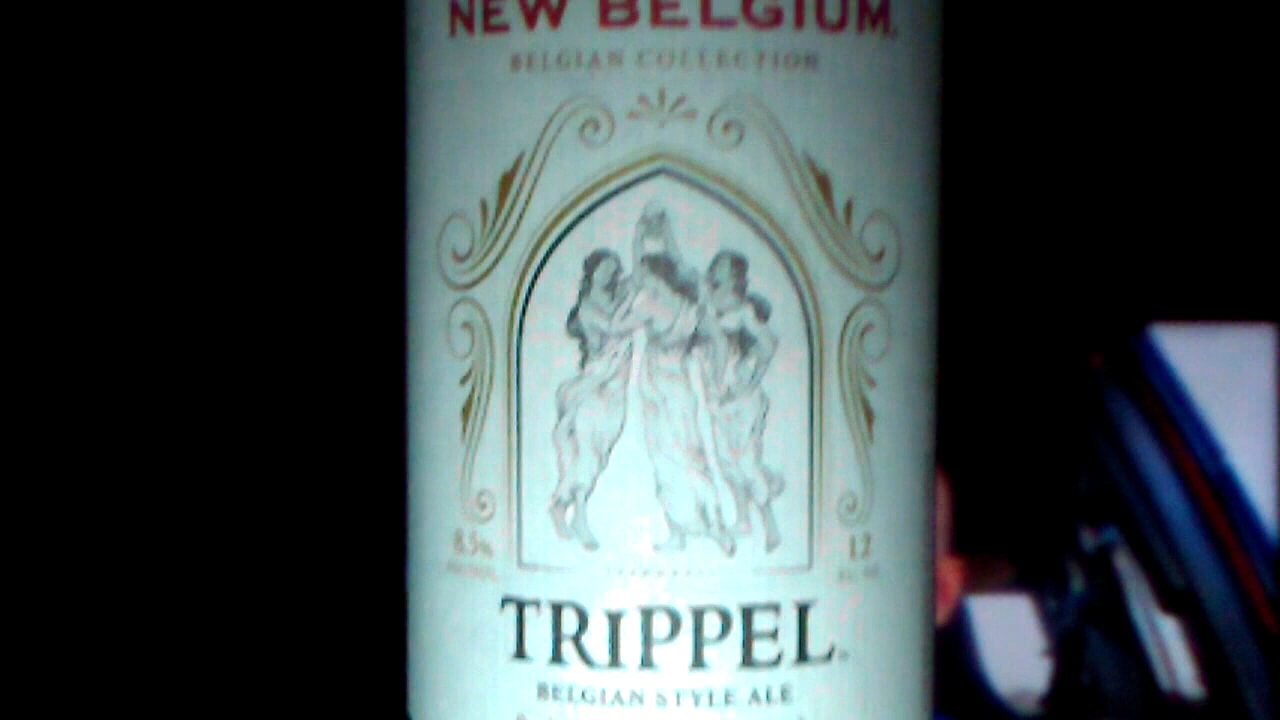 NEW BELGIUM.
BELGIAN COLLECTION
8.5%
12
TRIPPEL
BELGIAN STYLE ALE